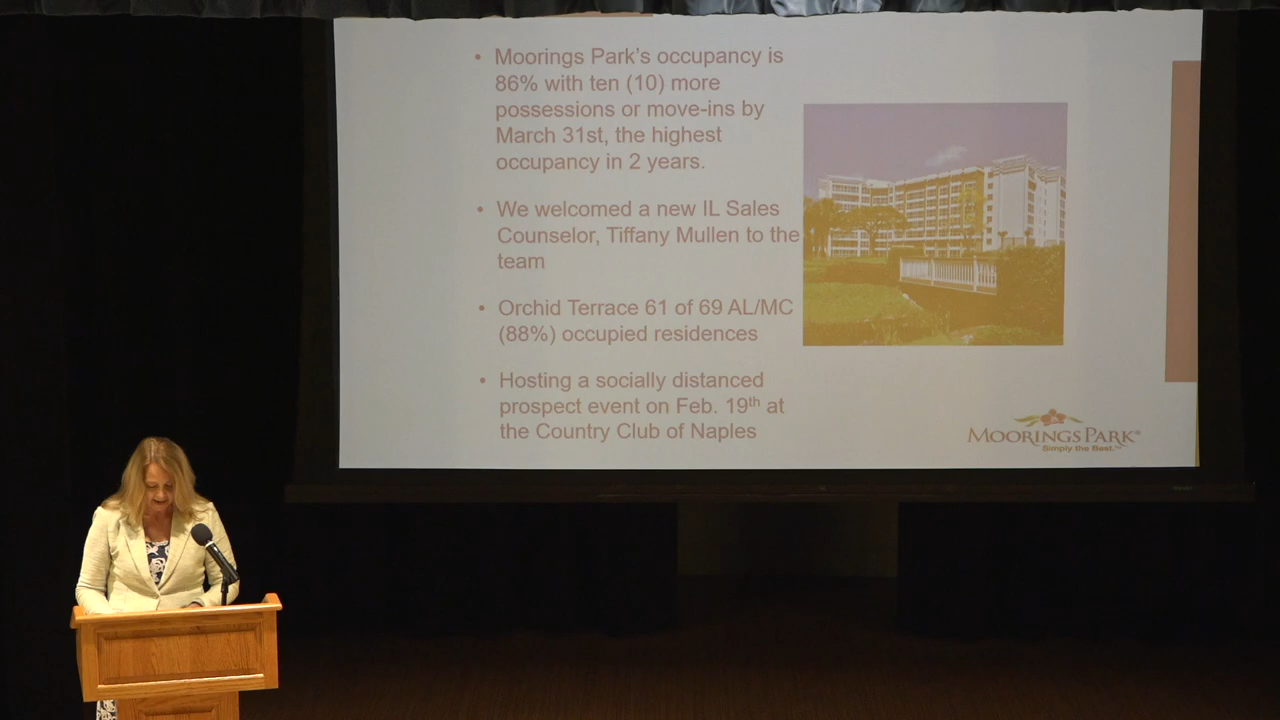 • Moorings Park's occupancy is
86% with ten (10) more
possessions or move-ins by
March 31st, the highest
occupancy in 2 years.
• We welcomed a new IL Sales
Counselor, Tiffany Mullen to the
team
• Orchid Terrace 61 of 69 AL/MC
(88%) occupied residences
• Hosting a socially distanced
prospect event on Feb. 19th at
the Country Club of Naples
MOORINGS PARK®
Simply the Best.™